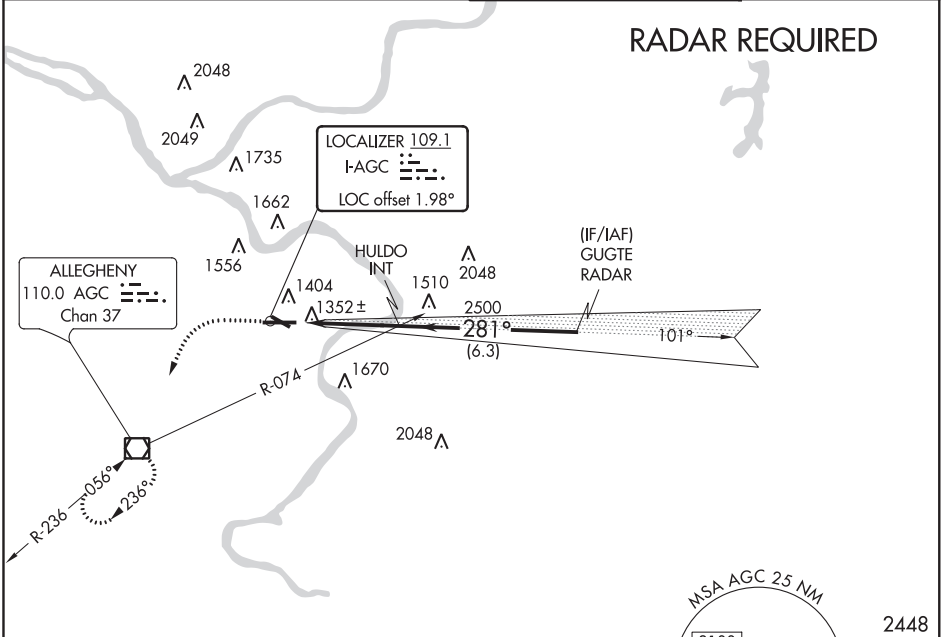 RADAR REQUIRED
2048
2049
1735
LOCALIZER 109.1
I-AGC
LOC offset 1.98°
1662
1556
HULDO
INT
2048
(IF/IAF)
GUGTE
RADAR
ALLEGHENY
110.0 AGC
Chan 37
1404
1352 ±
1510
2500
281°
(6.3)
101°
R-074
1670
2048
R-236
056°
236°
MSA AGC 25 NM
2448